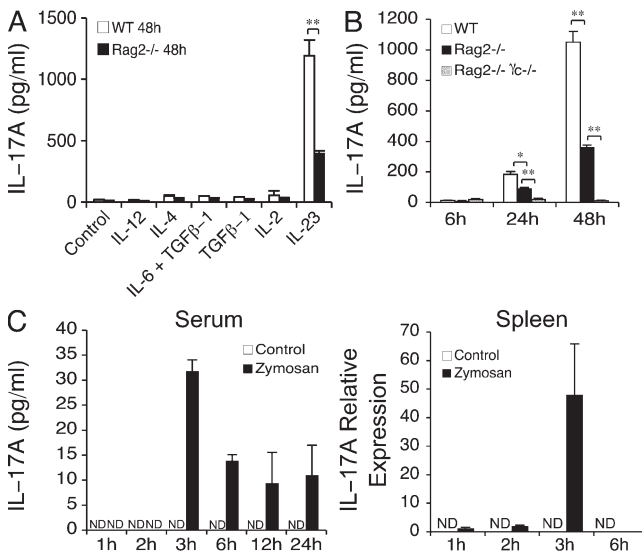 A
IL−17A (pg/ml)
1500
1000
500
0
WT 48h
Rag2-/- 48h
**
Control
IL-12
IL-4
IL-6 + TGFβ−1
TGFβ−1
IL-2
IL-23
B
IL−17A (pg/ml)
1200
1000
800
600
400
200
0
WT
Rag2-/-
Rag2-/- γc-/-
*
**
**
**
6h 24h 48h
C
Serum
IL−17A (pg/ml)
40
35
30
25
20
15
10
5
0
Control
Zymosan
ND ND ND ND ND ND ND ND
1h 2h 3h 6h 12h 24h
Spleen
IL−17A Relative
Expression
70
60
50
40
30
20
10
0
Control
Zymosan
ND ND ND ND
1h 2h 3h 6h